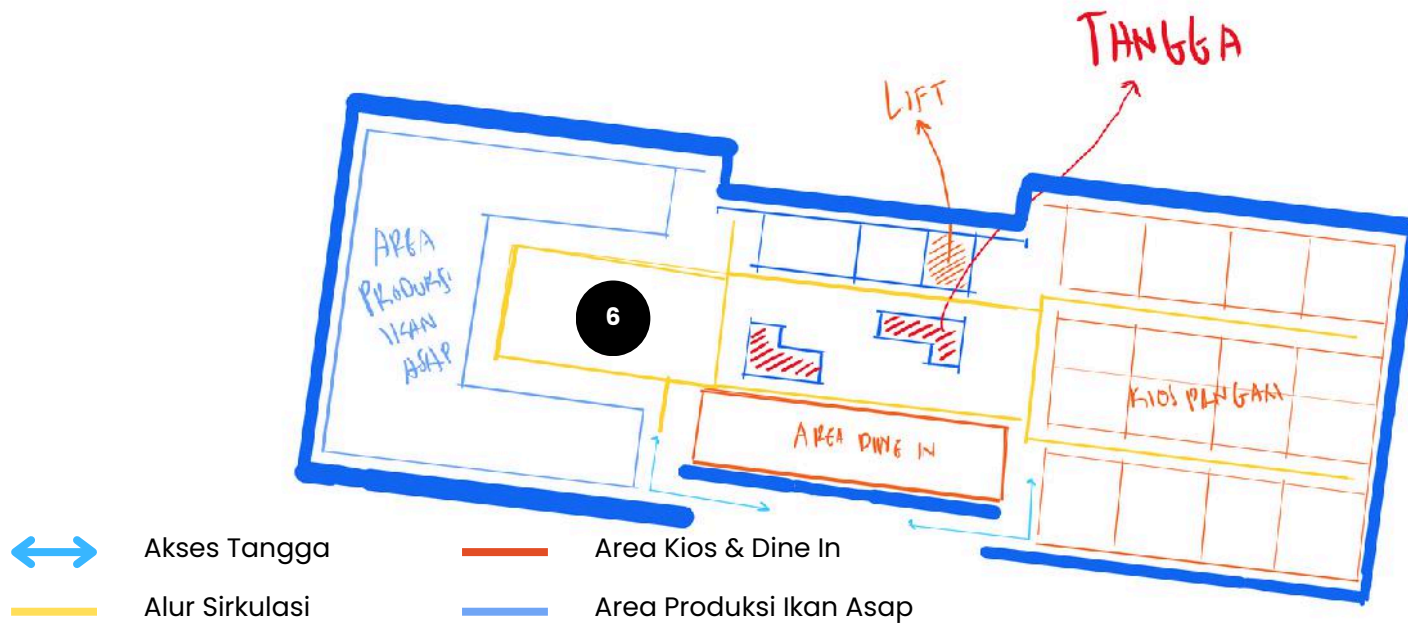 TANGGA
LIFT
AREA
PRODUKSI
IKAN
ASAP
6
KIOS PENGAN
AREA DINE IN
Akses Tangga
Area Kios & Dine In
Alur Sirkulasi
Area Produksi Ikan Asap